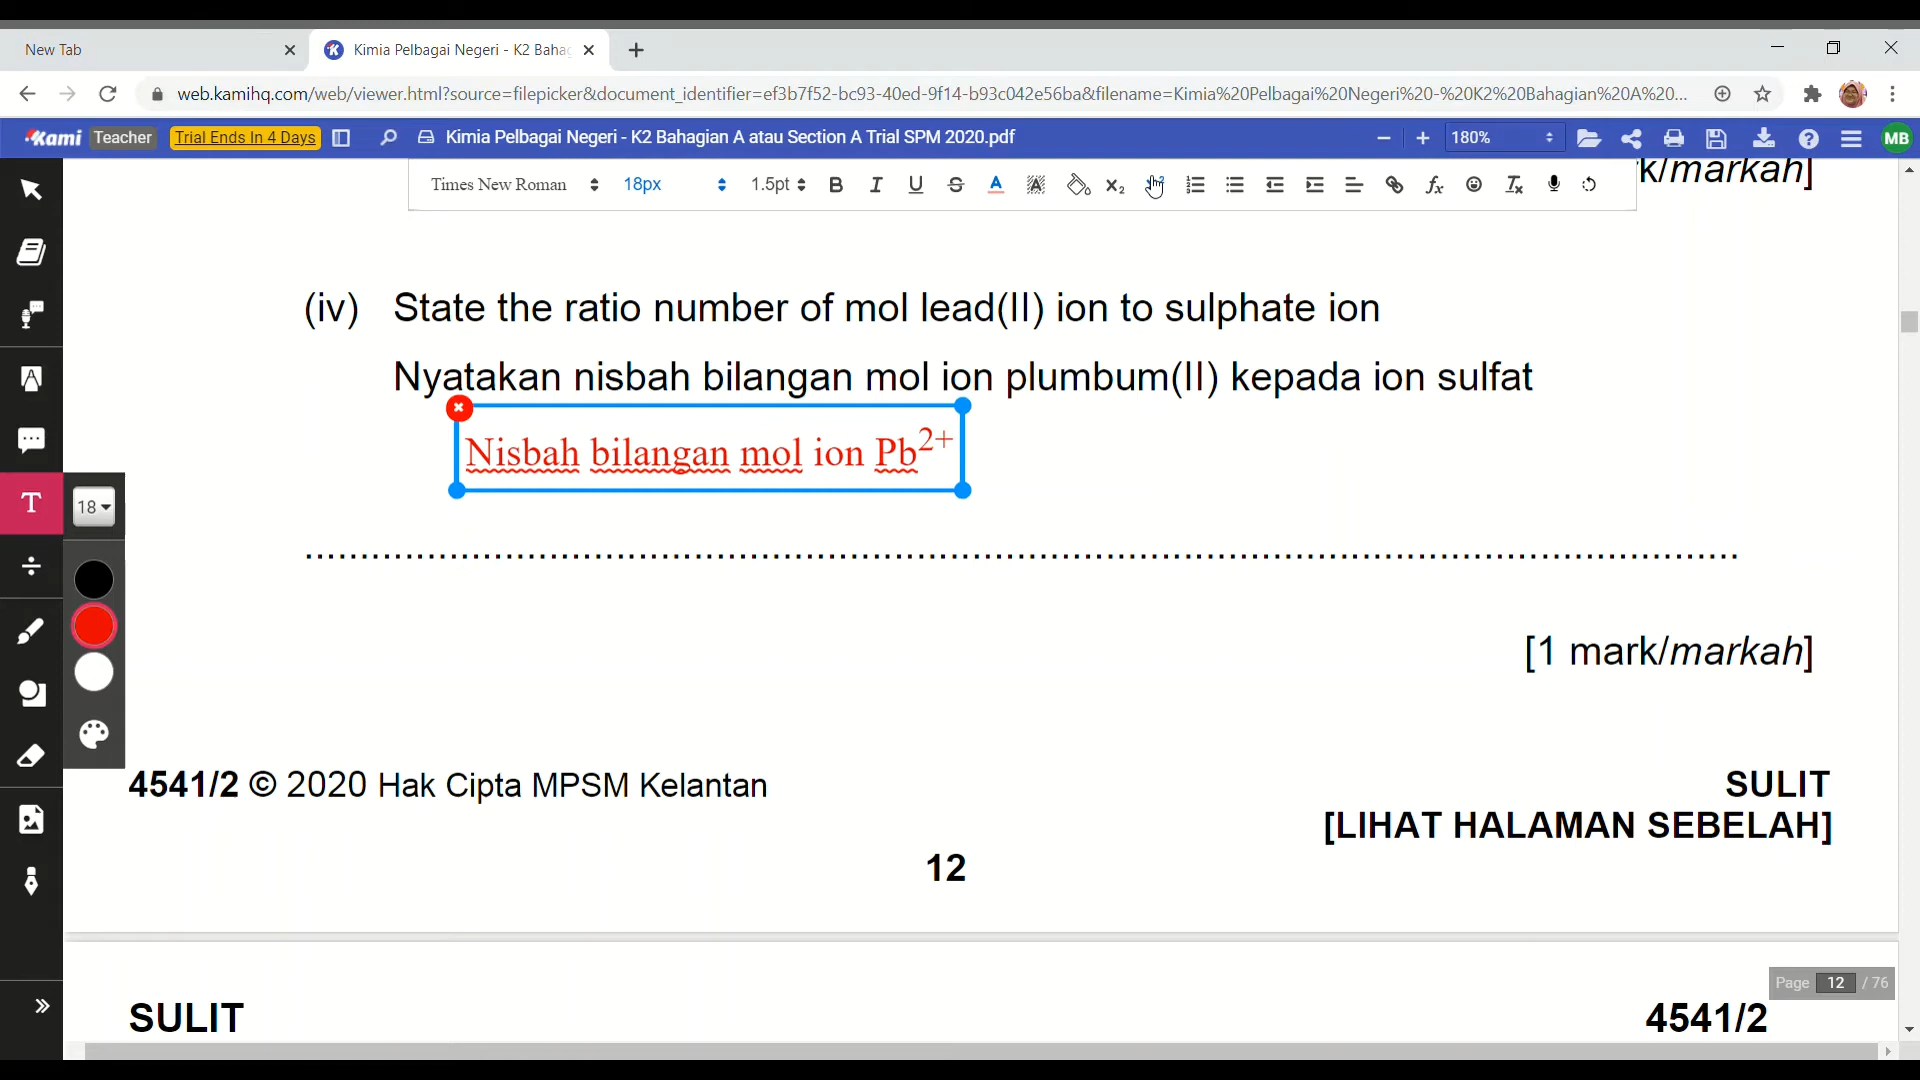 New Tab
Kimia Pelbagai Negeri - K2 Baha
web.kamihq.com/web/viewer.html?source=filepicker&document_identifier=ef3b7f52-bc93-40ed-9f14-b93c042e56ba&filename=Kimia%20Pelbagai%20Negeri%20-%20K2%20Bahagian%20A%20...
Kami Teacher Trial Ends In 4 Days Kimia Pelbagai Negeri - K2 Bahagian A atau Section A Trial SPM 2020.pdf 180% MB
k/markah]
Times New Roman 18px 1.5pt
(iv) State the ratio number of mol lead(II) ion to sulphate ion
Nyatakan nisbah bilangan mol ion plumbum(II) kepada ion sulfat
Nisbah bilangan mol ion Pb²⁺
18
[1 mark/markah]
4541/2 © 2020 Hak Cipta MPSM Kelantan
SULIT
[LIHAT HALAMAN SEBELAH]
12
Page 12 / 76
SULIT
4541/2